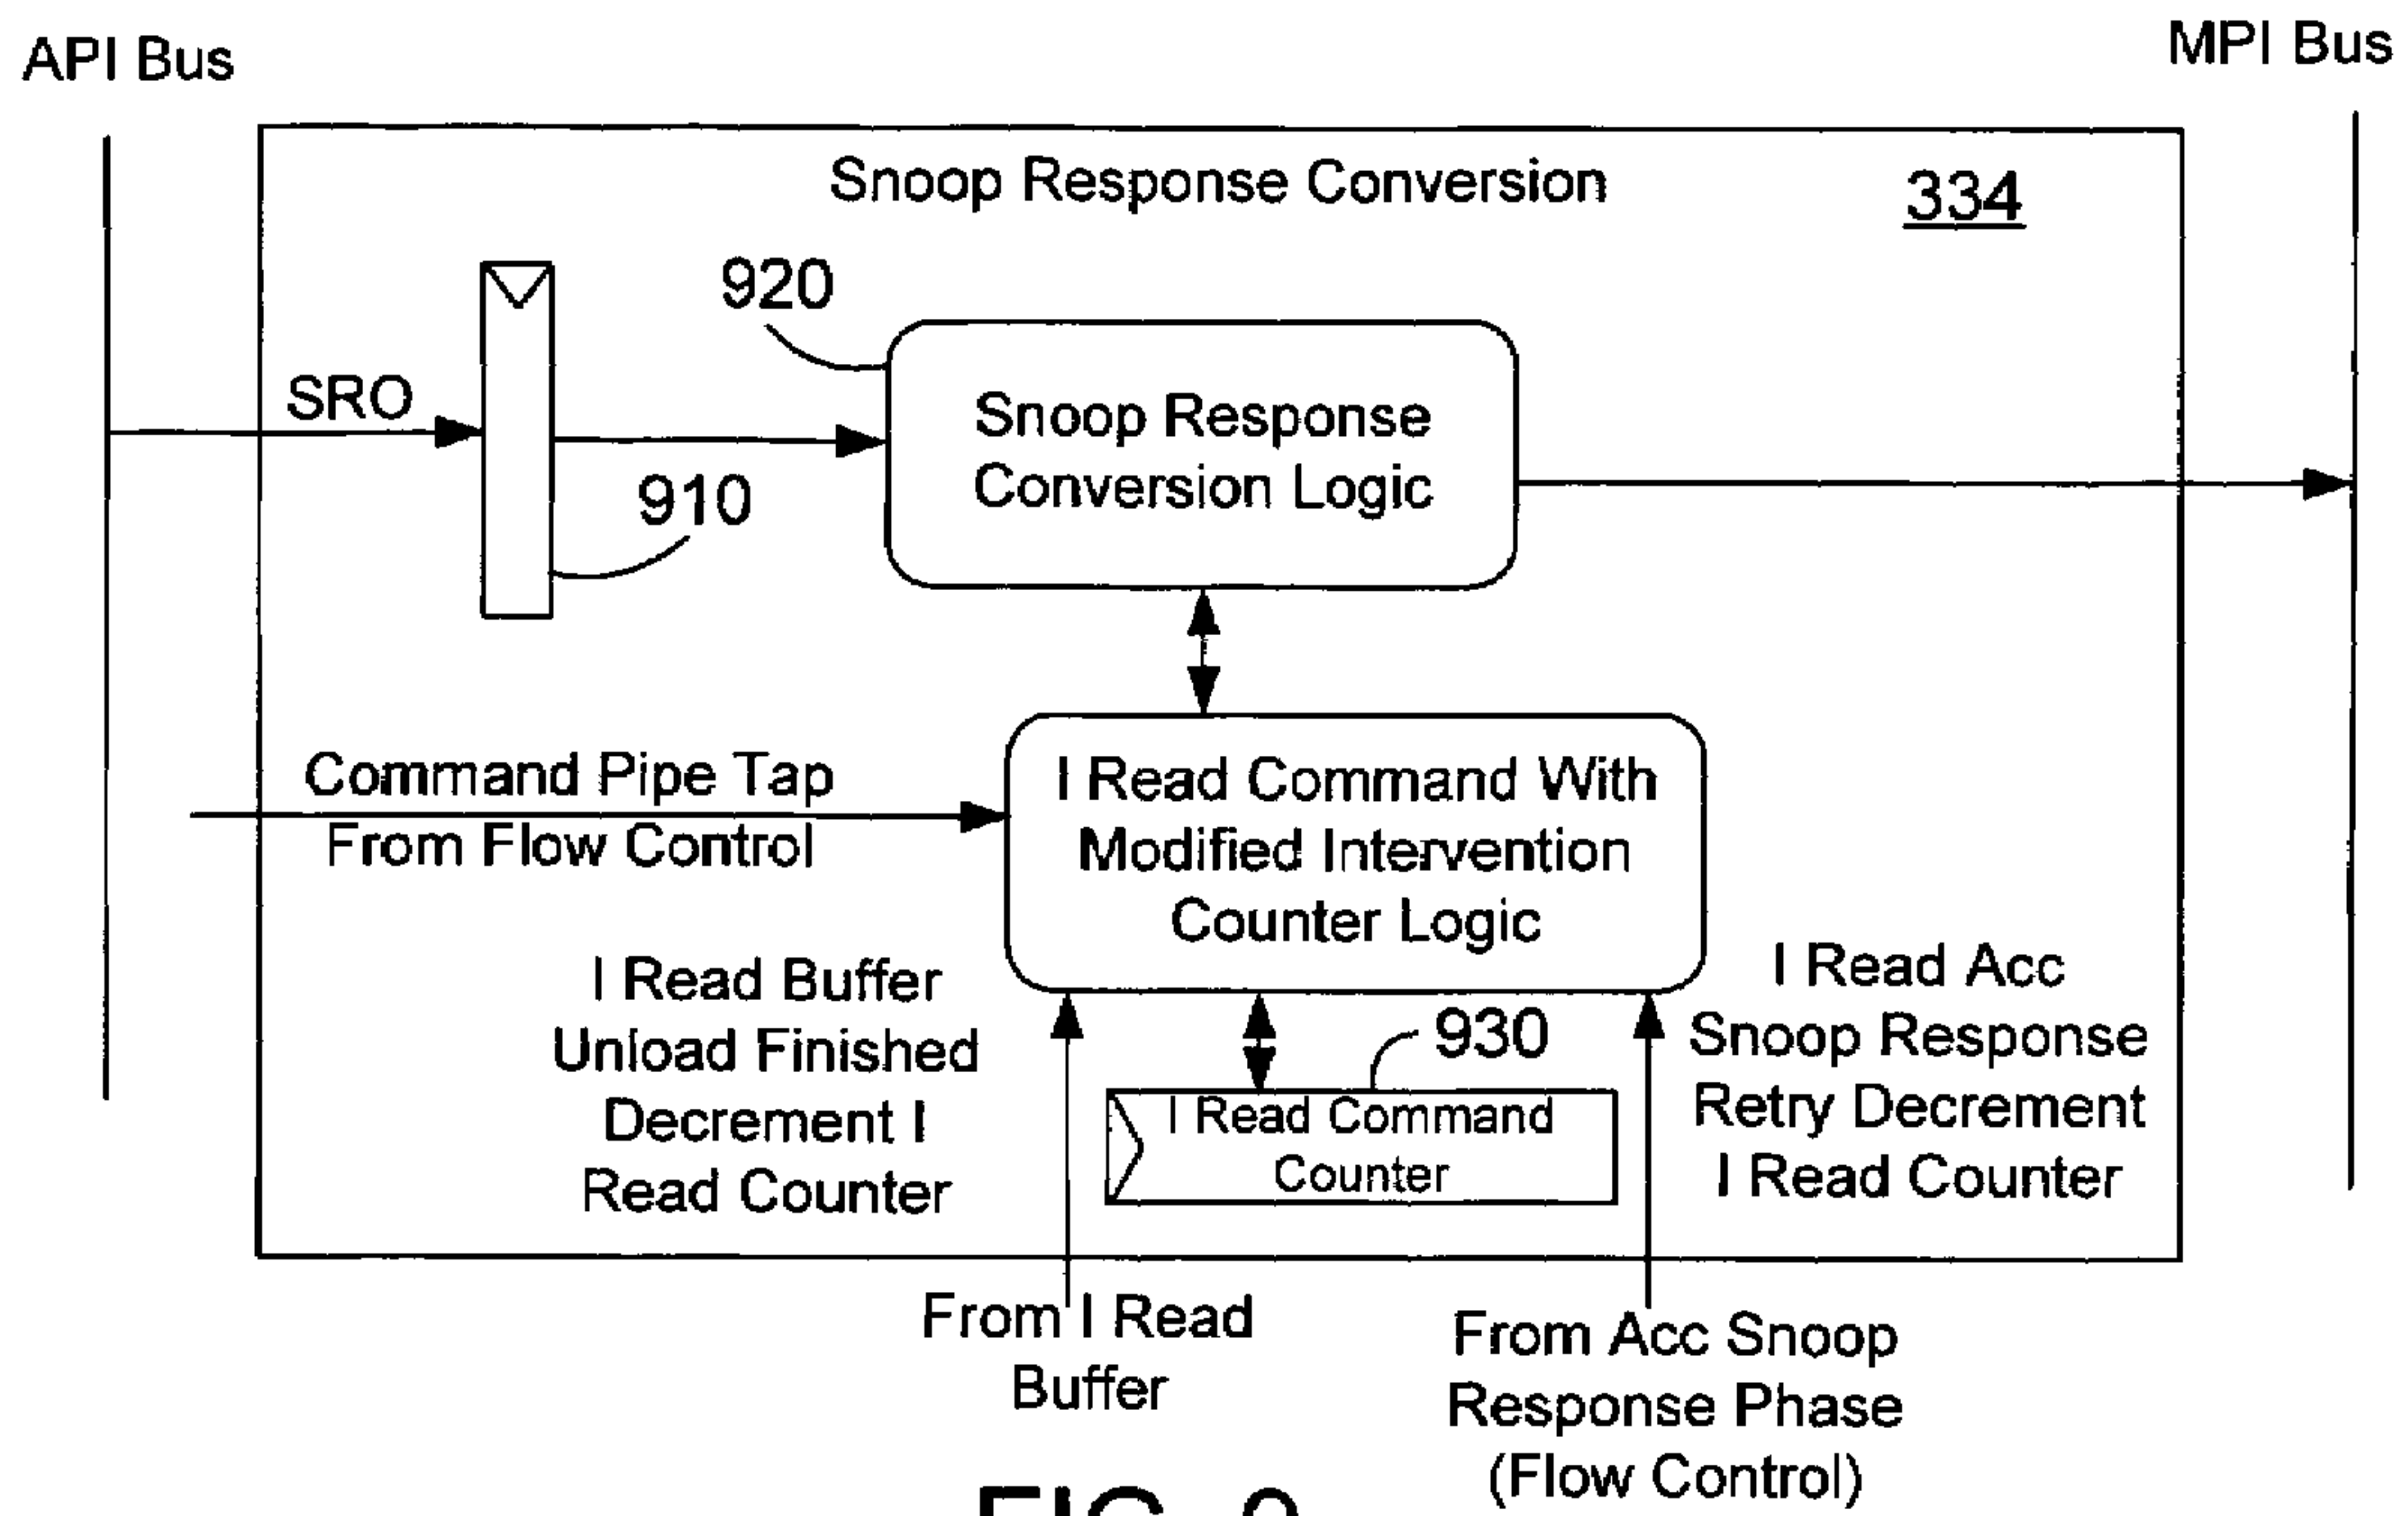 API Bus
MPI Bus
Snoop Response Conversion
334
920
SRO
Snoop Response
Conversion Logic
910
Command Pipe Tap
From Flow Control
I Read Command With
Modified Intervention
Counter Logic
I Read Buffer
Unload Finished
Decrement I
Read Counter
930
I Read Acc
Snoop Response
Retry Decrement
I Read Counter
I Read Command
Counter
From I Read
Buffer
From Acc Snoop
Response Phase
(Flow Control)
FIG.